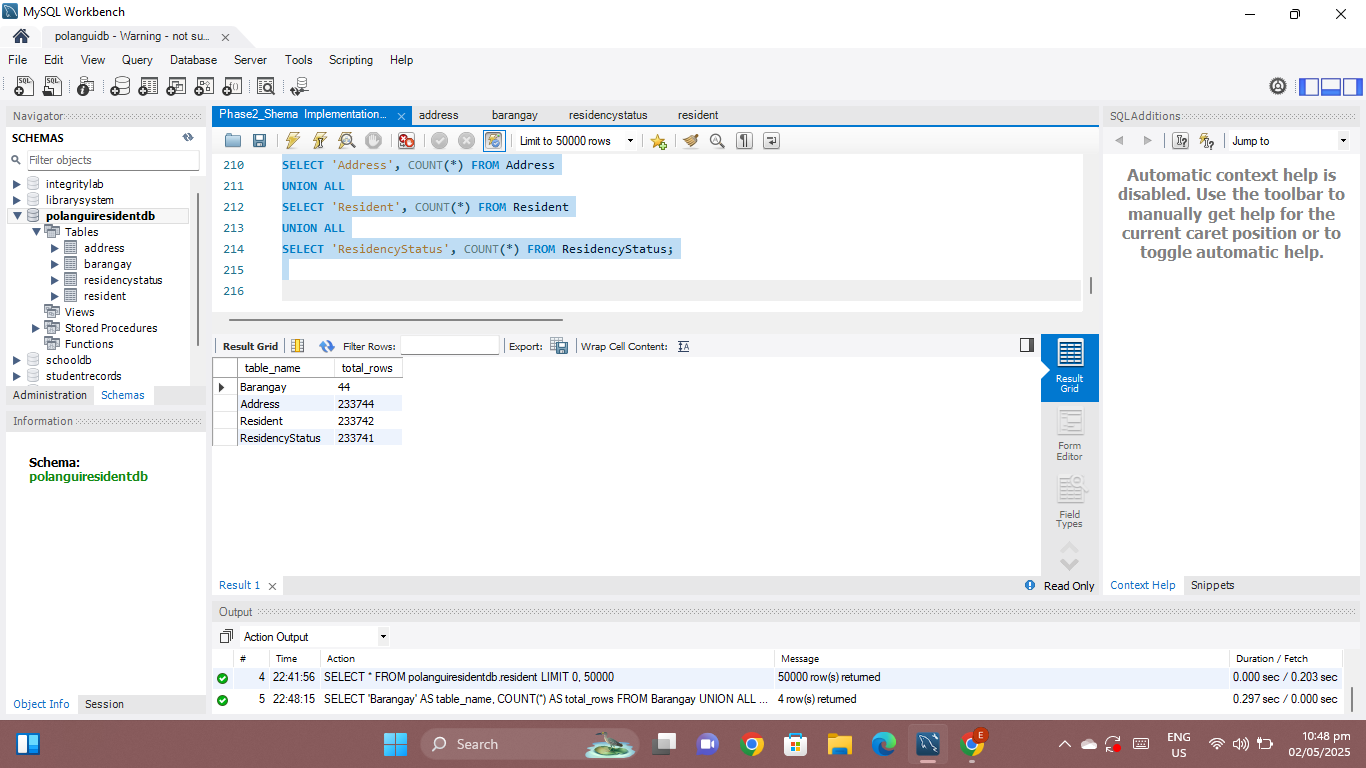 MySQL Workbench
polanguidb - Warning - not su...
File Edit View Query Database Server Tools Scripting Help
Navigator
SCHEMAS
Filter objects
integritylab
librarysystem
polanguiresidentdb
Tables
address
barangay
residencystatus
resident
Views
Stored Procedures
Functions
schooldb
studentrecords
Administration Schemas
Information
Schema:
polanguiresidentdb
Object Info Session
Phase2_Shema Implementation... address barangay residencystatus resident
Limit to 50000 rows
210 SELECT 'Address', COUNT(*) FROM Address
211 UNION ALL
212 SELECT 'Resident', COUNT(*) FROM Resident
213 UNION ALL
214 SELECT 'ResidencyStatus', COUNT(*) FROM ResidencyStatus;
215
216
Result Grid Filter Rows: Export: Wrap Cell Content:
table_name total_rows
Barangay 44
Address 233744
Resident 233742
ResidencyStatus 233741
Result Grid
Form Editor
Field Types
Result 1 Read Only
SQLAdditions
Jump to
Automatic context help is
disabled. Use the toolbar to
manually get help for the
current caret position or to
toggle automatic help.
Context Help Snippets
Output
Action Output
# Time Action Message Duration / Fetch
4 22:41:56 SELECT * FROM polanguiresidentdb.resident LIMIT 0, 50000 50000 row(s) returned 0.000 sec / 0.203 sec
5 22:48:15 SELECT 'Barangay' AS table_name, COUNT(*) AS total_rows FROM Barangay UNION ALL ... 4 row(s) returned 0.297 sec / 0.000 sec
Search
E
ENG
US
10:48 pm
02/05/2025